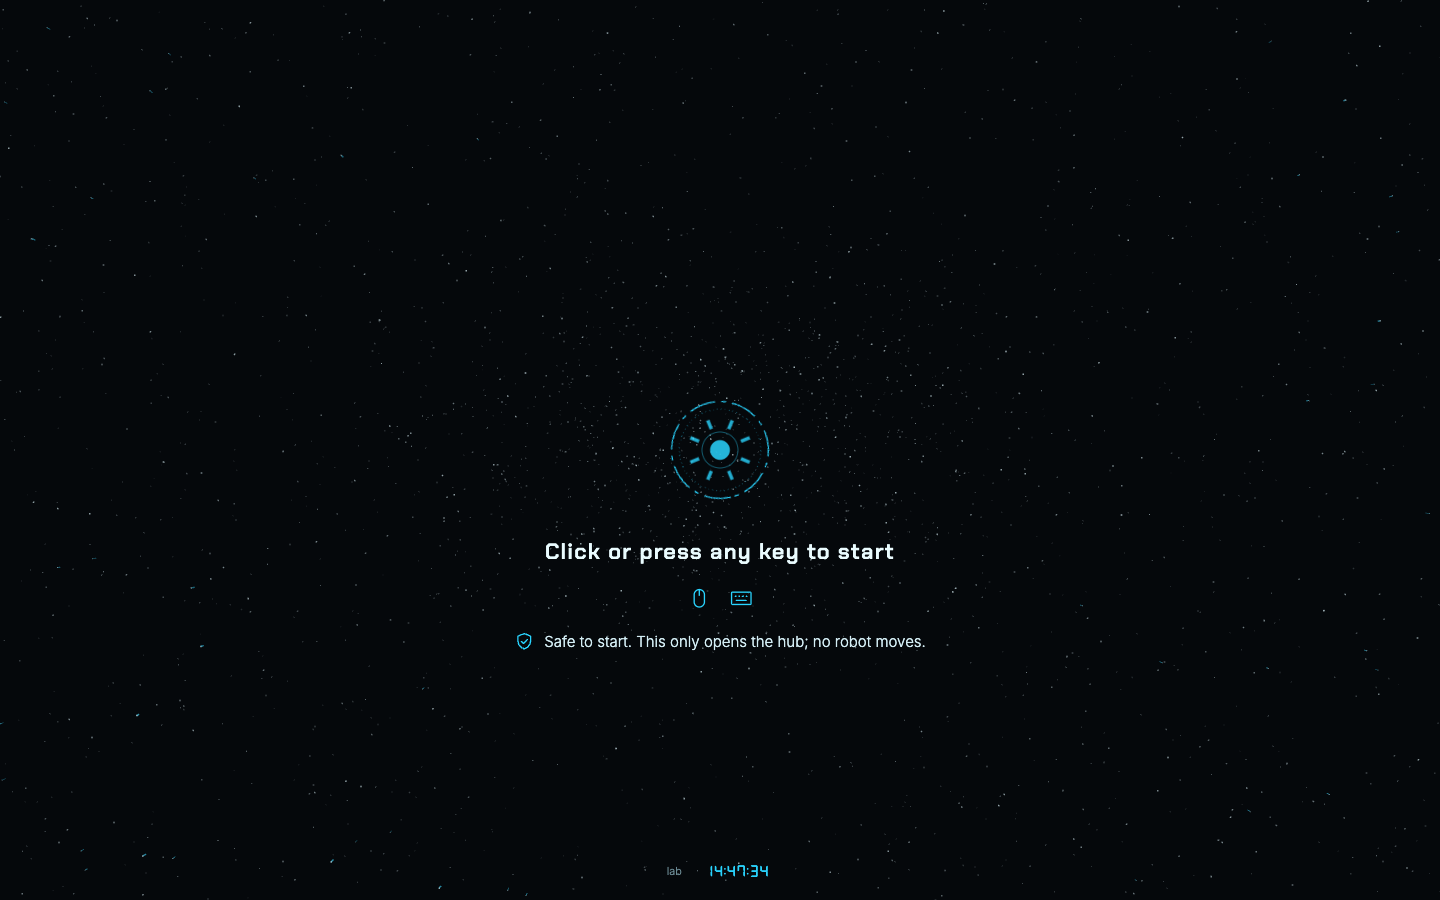 Click or press any key to start
Safe to start. This only opens the hub; no robot moves.
lab · 14:47:34